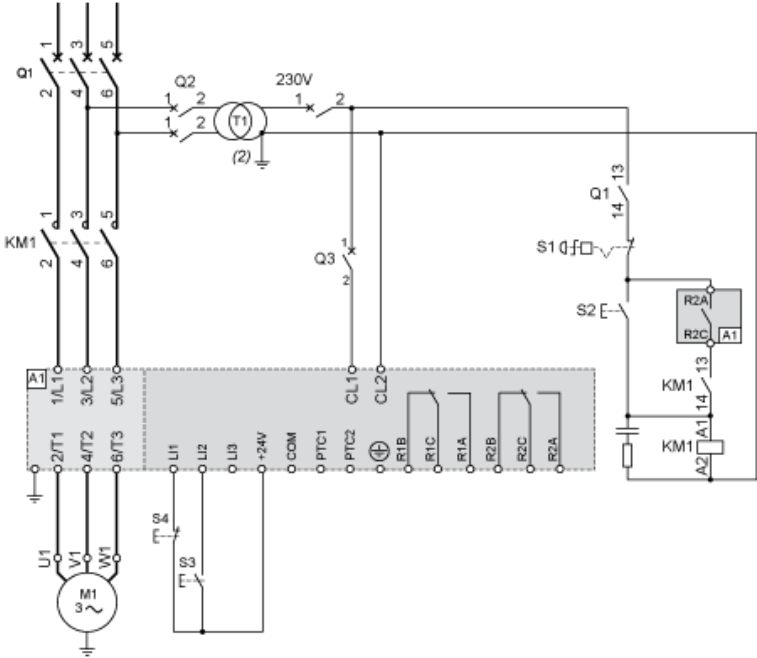 1 3 5
Q1
2 4 6
Q2
1 2
1 2
T1
(2)
230V
1 2
13
Q1
14
1 3 5
KM1
2 4 6
Q3
1
2
S1
S2
R2A
R2C A1
13
KM1
14
A1
KM1
A2
A1
1/L1 3/L2 5/L3 CL1 CL2
2/T1 4/T2 6/T3 LI1 LI2 LI3 +24V COM PTC1 PTC2 R1B R1C R1A R2B R2C R2A
S4
S3
U1 V1 W1
M1
3